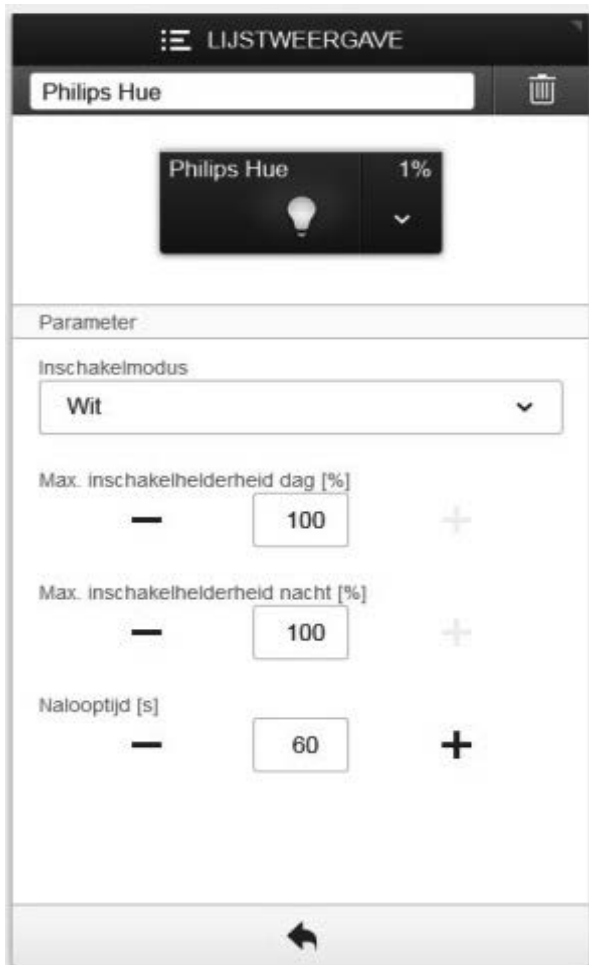 LIJSTWEERGAVE
Philips Hue
Philips Hue 1%
Parameter
Inschakelmodus
Wit
Max. inschakelhelderheid dag [%]
100
Max. inschakelhelderheid nacht [%]
100
Nalooptijd [s]
60